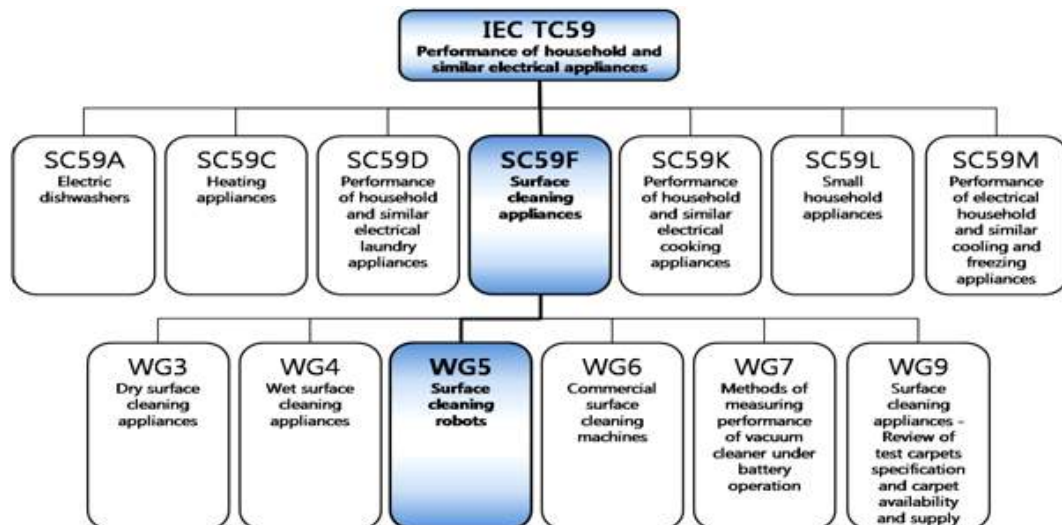 IEC TC59
Performance of household and
similar electrical appliances
SC59A
Electric
dishwashers
SC59C
Heating
appliances
SC59D
Performance
of household
and similar
electrical
laundry
appliances
SC59F
Surface
cleaning
appliances
SC59K
Performance
of household
and similar
electrical
cooking
appliances
SC59L
Small
household
appliances
SC59M
Performance
of electrical
household
and similar
cooling and
freezing
appliances
WG3
Dry surface
cleaning
appliances
WG4
Wet surface
cleaning
appliances
WG5
Surface
cleaning
robots
WG6
Commercial
surface
cleaning
machines
WG7
Methods of
measuring
performance
of vacuum
cleaner under
battery
operation
WG9
Surface
cleaning
appliances –
Review of
test carpets
specification
and carpet
availability
and supply